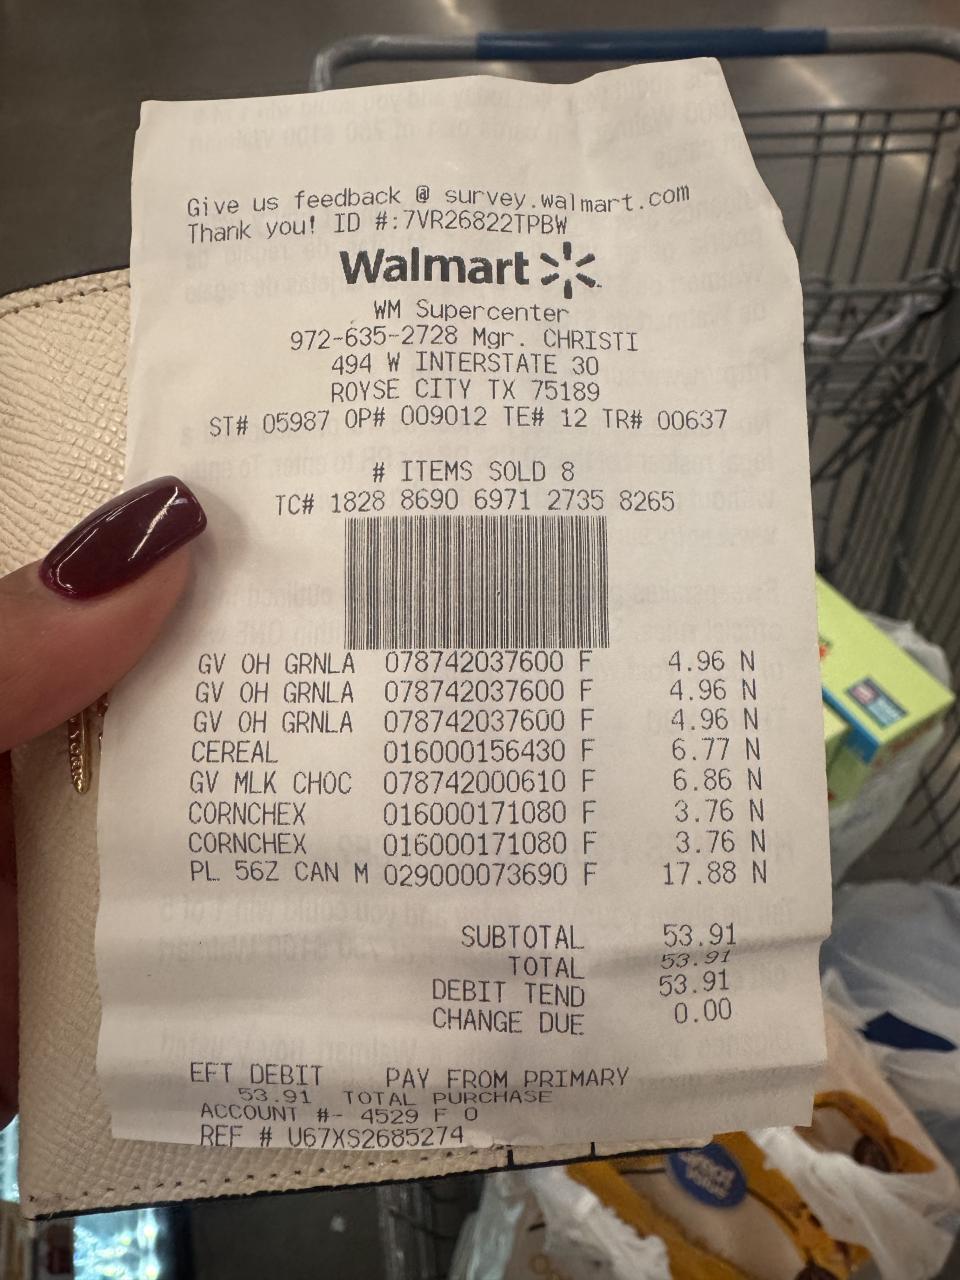 Give us feedback @ survey.walmart.com
Thank you! ID #:7VR26822TPBW
Walmart
WM Supercenter
972-635-2728 Mgr. CHRISTI
494 W INTERSTATE 30
ROYSE CITY TX 75189
ST# 05987 OP# 009012 TE# 12 TR# 00637
# ITEMS SOLD 8
TC# 1828 8690 6971 2735 8265
GV OH GRNLA 078742037600 F 4.96 N
GV OH GRNLA 078742037600 F 4.96 N
GV OH GRNLA 078742037600 F 4.96 N
CEREAL 016000156430 F 6.77 N
GV MLK CHOC 078742000610 F 6.86 N
CORNCHEX 016000171080 F 3.76 N
CORNCHEX 016000171080 F 3.76 N
PL 56Z CAN M 029000073690 F 17.88 N
SUBTOTAL 53.91
TOTAL 53.91
DEBIT TEND 53.91
CHANGE DUE 0.00
EFT DEBIT PAY FROM PRIMARY
53.91 TOTAL PURCHASE
ACCOUNT #- 4529 F 0
REF # U67XS2685274